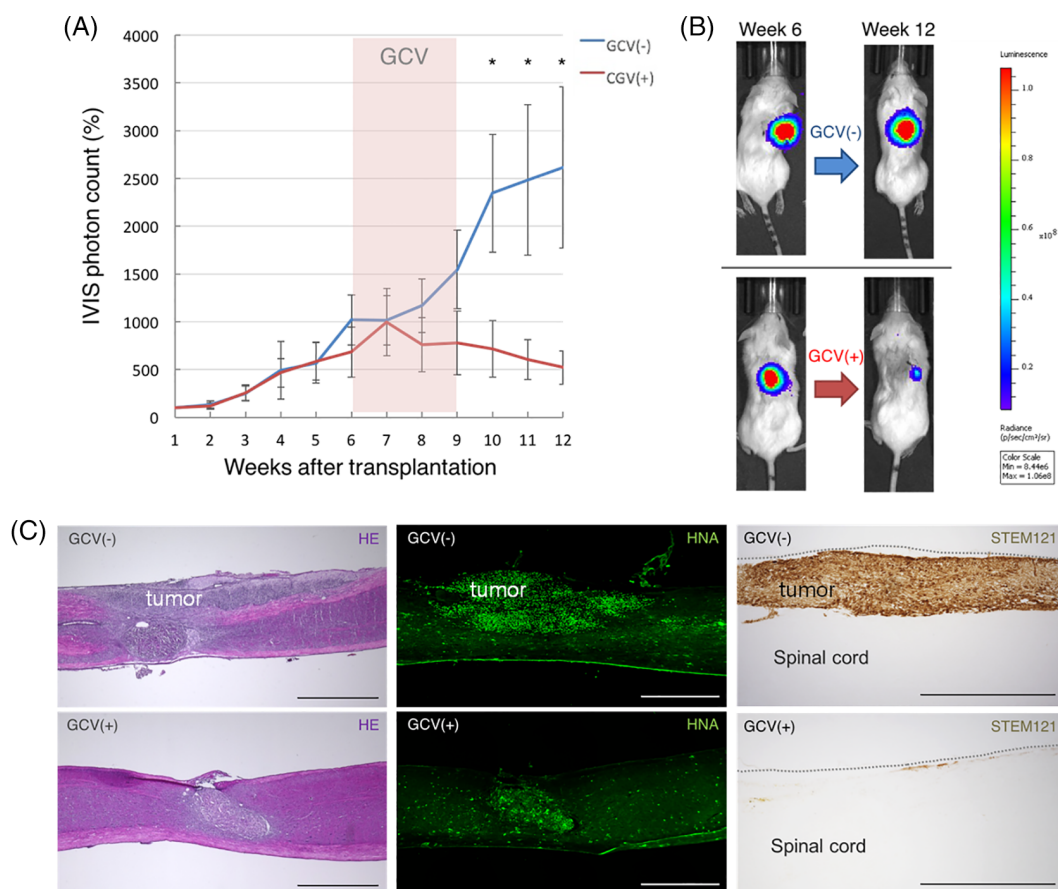 (A)
4000
3500
3000
2500
2000
1500
1000
500
0
IVIS photon count (%)
GCV
GCV(-)
CGV(+)
* * *
1 2 3 4 5 6 7 8 9 10 11 12
Weeks after transplantation
(B)
Week 6 Week 12
GCV(-)
GCV(+)
Luminescence
1.0
0.8
0.6
x10⁸
0.4
0.2
Radiance
(p/sec/cm²/sr)
Color Scale
Min = 8.44e6
Max = 1.06e8
(C)
GCV(-) HE
tumor
GCV(-) HNA
tumor
GCV(-) STEM121
tumor
Spinal cord
GCV(+) HE
GCV(+) HNA
GCV(+) STEM121
Spinal cord